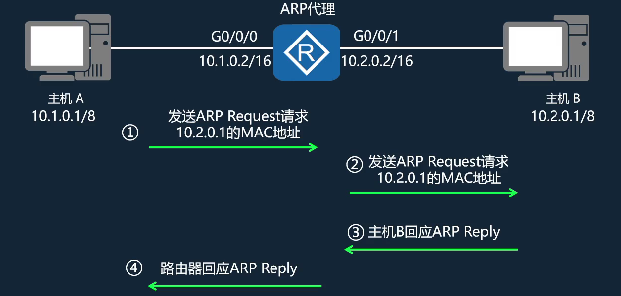 ARP代理
G0/0/0
G0/0/1
10.1.0.2/16
10.2.0.2/16
R
主机 A
10.1.0.1/8
主机 B
10.2.0.1/8
① 发送ARP Request请求
10.2.0.1的MAC地址
② 发送ARP Request请求
10.2.0.1的MAC地址
③ 主机B回应ARP Reply
④ 路由器回应ARP Reply